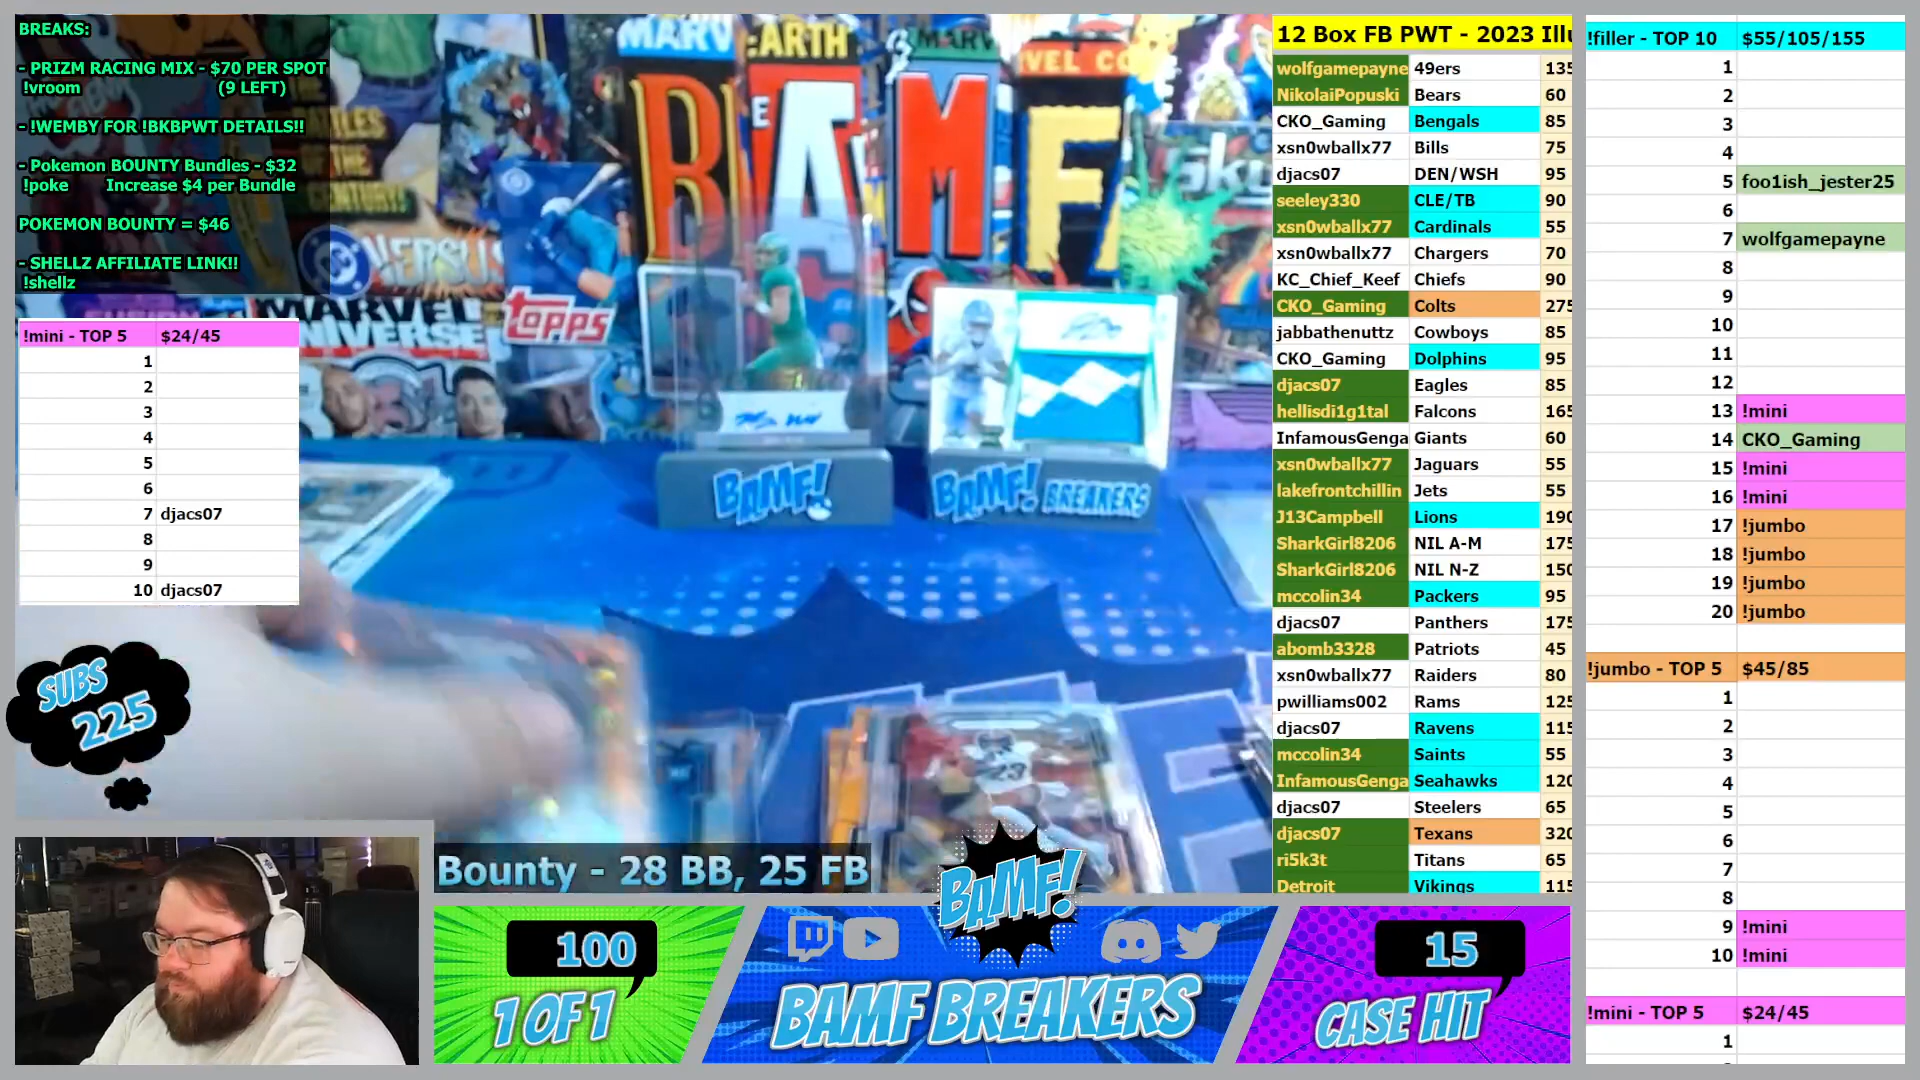 BREAKS:
- PRIZM RACING MIX - $70 PER SPOT
!vroom (9 LEFT)
- !WEMBY FOR !BKBPWT DETAILS!!
- Pokemon BOUNTY Bundles - $32
!poke Increase $4 per Bundle
POKEMON BOUNTY = $46
- SHELLZ AFFILIATE LINK!!
!shellz
!mini - TOP 5 $24/45
1
2
3
4
5
6
7 djacs07
8
9
10 djacs07
SUBS
225
MARV
EARTH
MARV
VEL CO
BAMF
CENTURY!
VERSUS
MARVEL
UNIVERSE
TOPPS
BAMF!
BAMF! BREAKERS
23
Bounty - 28 BB, 25 FB
BAMF!
100
1 OF 1
BAMF BREAKERS
15
CASE HIT
12 Box FB PWT - 2023 Illu
wolfgamepayne 49ers 135
NikolaiPopuski Bears 60
CKO_Gaming Bengals 85
xsn0wballx77 Bills 75
djacs07 DEN/WSH 95
seeley330 CLE/TB 90
xsn0wballx77 Cardinals 55
xsn0wballx77 Chargers 70
KC_Chief_Keef Chiefs 90
CKO_Gaming Colts 275
jabbathenuttz Cowboys 85
CKO_Gaming Dolphins 95
djacs07 Eagles 85
hellisdi1g1tal Falcons 165
InfamousGenga Giants 60
xsn0wballx77 Jaguars 55
lakefrontchillin Jets 55
J13Campbell Lions 190
SharkGirl8206 NIL A-M 175
SharkGirl8206 NIL N-Z 150
mccolin34 Packers 95
djacs07 Panthers 175
abomb3328 Patriots 45
xsn0wballx77 Raiders 80
pwilliams002 Rams 125
djacs07 Ravens 115
mccolin34 Saints 55
InfamousGenga Seahawks 120
djacs07 Steelers 65
djacs07 Texans 320
ri5k3t Titans 65
Detroit Vikings 115
!filler - TOP 10 $55/105/155
1
2
3
4
5 foo1ish_jester25
6
7 wolfgamepayne
8
9
10
11
12
13 !mini
14 CKO_Gaming
15 !mini
16 !mini
17 !jumbo
18 !jumbo
19 !jumbo
20 !jumbo
!jumbo - TOP 5 $45/85
1
2
3
4
5
6
7
8
9 !mini
10 !mini
!mini - TOP 5 $24/45
1